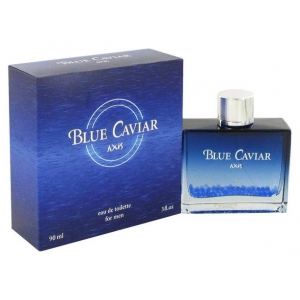 BLUE CAVIAR
AXIS
eau de toilette
for men
90 ml
3 fl.oz
BLUE CAVIAR
AXIS